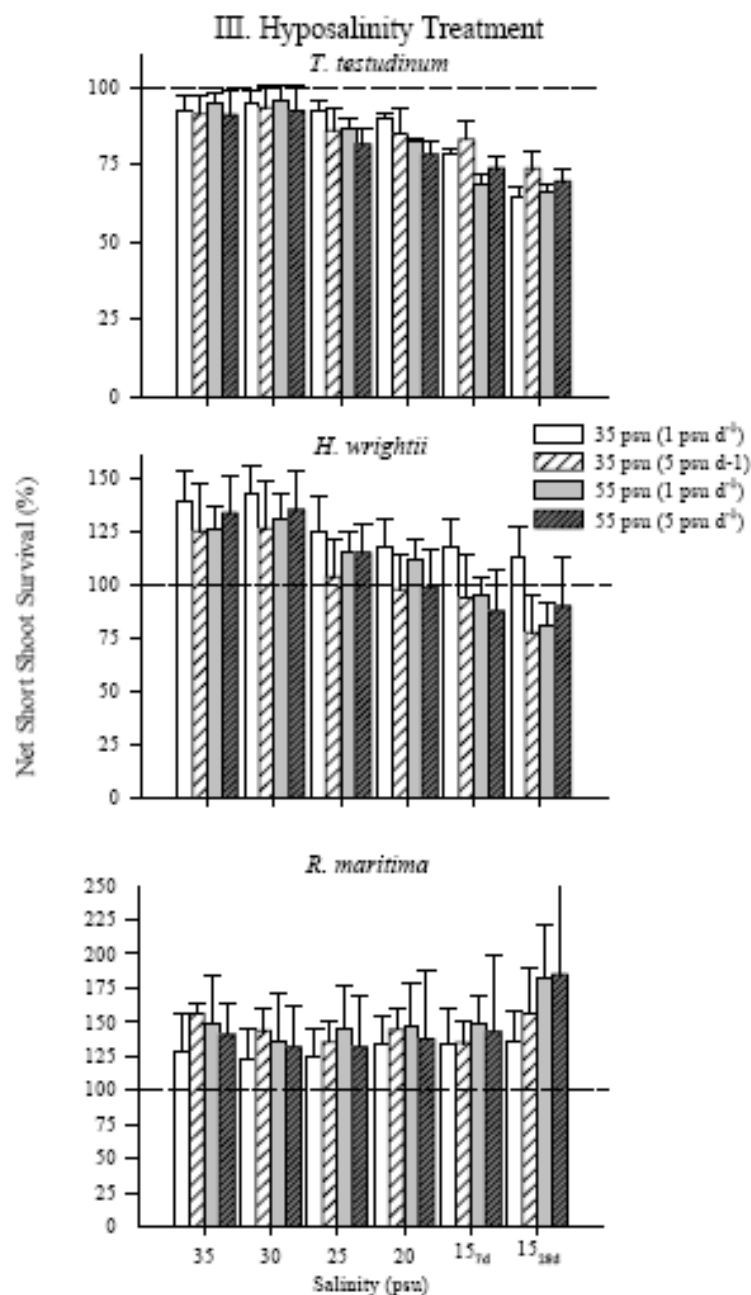 III. Hyposalinity Treatment
T. testudinum
100
75
50
25
0
H. wrightii
35 psu (1 psu d⁻¹)
35 psu (5 psu d-1)
55 psu (1 psu d⁻¹)
55 psu (5 psu d⁻¹)
150
125
100
75
50
25
0
Net Short Shoot Survival (%)
R. maritima
250
225
200
175
150
125
100
75
50
25
0
35 30 25 20 15₇d 15₂₈d
Salinity (psu)